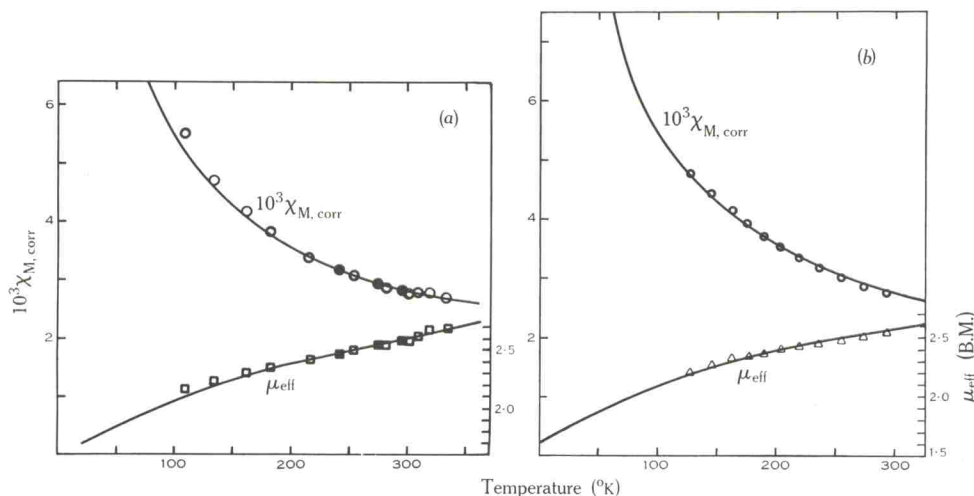 (a)
10³χM, corr
6
4
2
10³χM, corr
μeff
2·5
2·0
100
200
300
(b)
6
4
2
10³χM, corr
μeff
2·5
2·0
1·5
μeff (B.M.)
100
200
300
Temperature (°K)